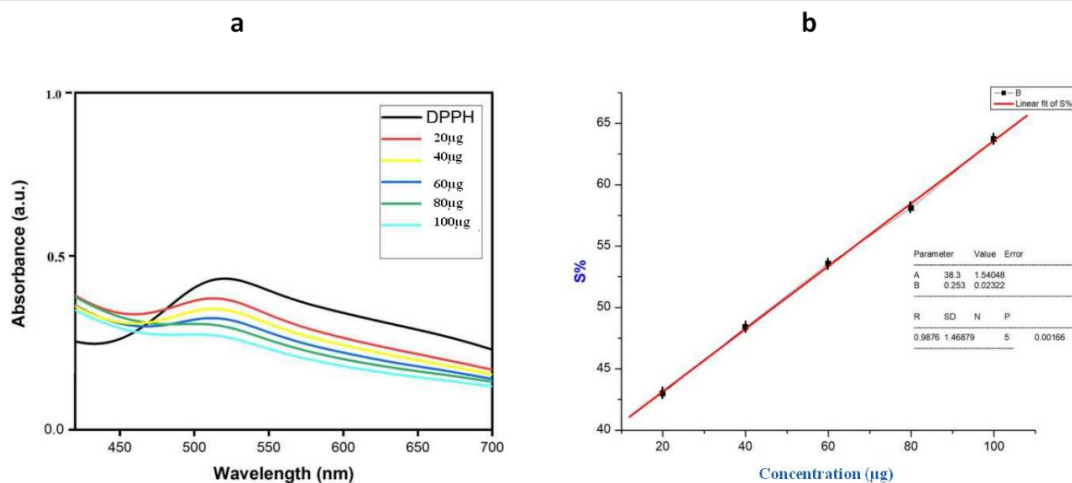 a
b
1.0
0.5
0.0
Absorbance (a.u.)
450 500 550 600 650 700
Wavelength (nm)
DPPH
20µg
40µg
60µg
80µg
100µg
B
Linear fit of S%
65
60
55
50
45
40
S%
20 40 60 80 100
Concentration (µg)
Parameter Value Error
A 38.3 1.54048
B 0.253 0.02322
R SD N P
0.9876 1.46879 5 0.00166